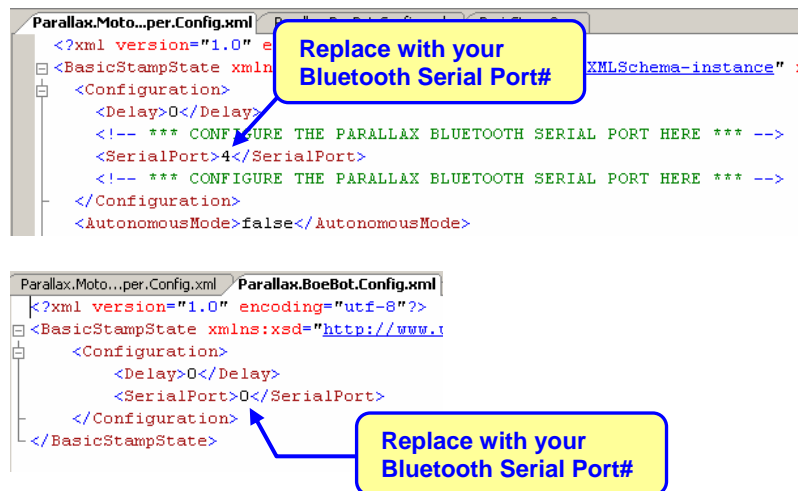 Parallax.Moto...per.Config.xml
<?xml version="1.0" e
Replace with your
Bluetooth Serial Port#
<BasicStampState xmln
XMLSchema-instance"
<Configuration>
<Delay>0</Delay>
<!-- *** CONFIGURE THE PARALLAX BLUETOOTH SERIAL PORT HERE *** -->
<SerialPort>4</SerialPort>
<!-- *** CONFIGURE THE PARALLAX BLUETOOTH SERIAL PORT HERE *** -->
</Configuration>
<AutonomousMode>false</AutonomousMode>
Parallax.Moto...per.Config.xml Parallax.BoeBot.Config.xml
<?xml version="1.0" encoding="utf-8"?>
<BasicStampState xmlns:xsd="http://www.
<Configuration>
<Delay>0</Delay>
<SerialPort>0</SerialPort>
</Configuration>
</BasicStampState>
Replace with your
Bluetooth Serial Port#